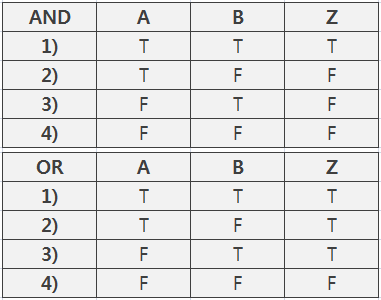 AND A B Z
1) T T T
2) T F F
3) F T F
4) F F F
OR A B Z
1) T T T
2) T F T
3) F T T
4) F F F